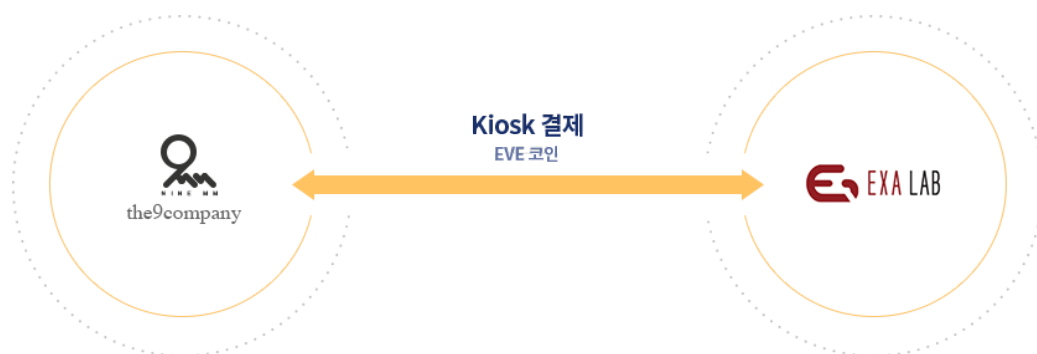 Kiosk 결제
EVE 코인
NINE MM
the9company
EXA LAB